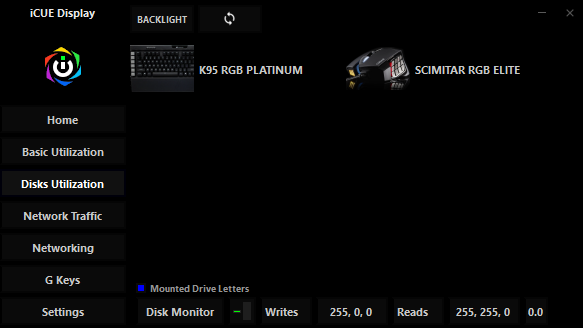 iCUE Display
BACKLIGHT
K95 RGB PLATINUM
SCIMITAR RGB ELITE
Home
Basic Utilization
Disks Utilization
Network Traffic
Networking
G Keys
Settings
Mounted Drive Letters
Disk Monitor
Writes
255, 0, 0
Reads
255, 255, 0
0.0